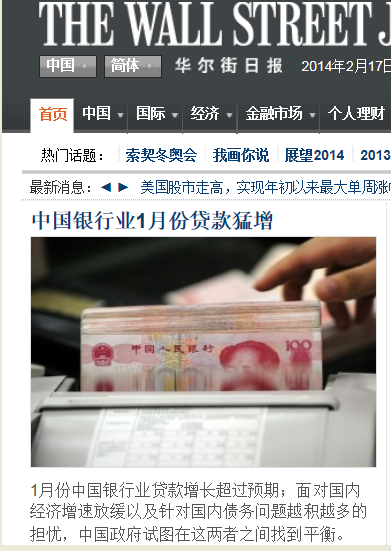 THE WALL STREET J
中国 简体 华尔街日报 2014年2月17日
首页 中国 国际 经济 金融市场 个人理财
热门话题： 索契冬奥会 我画你说 展望2014 2013
最新消息： 美国股市走高，实现年初以来最大单周涨
中国银行业1月份贷款猛增
中国人民银行 100
1月份中国银行业贷款增长超过预期；面对国内
经济增速放缓以及针对国内债务问题越积越多的
担忧，中国政府试图在这两者之间找到平衡。